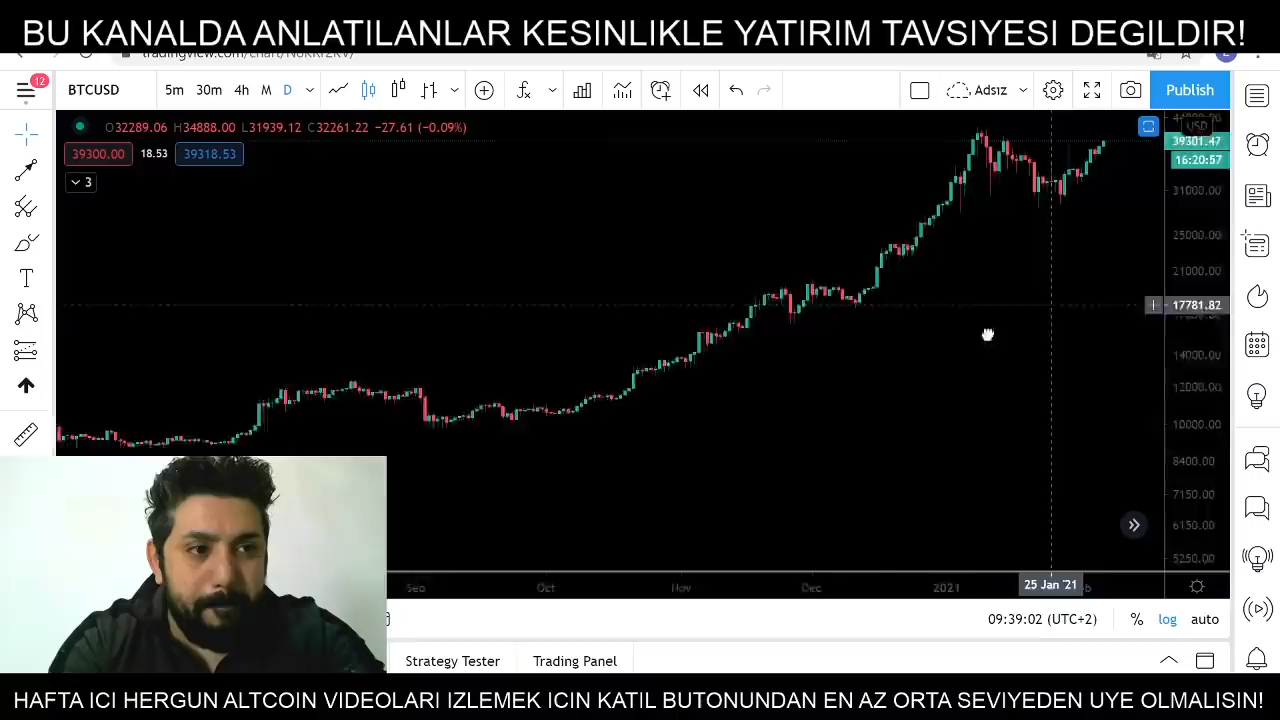 BU KANALDA ANLATILANLAR KESINLIKLE YATIRIM TAVSIYESI DEGILDIR!
12
BTCUSD 5m 30m 4h M D Adsız Publish
O32289.06 H34888.00 L31939.12 C32261.22 −27.61 (−0.09%)
39300.00 18.53 39318.53
3
USD
39301.47
16:20:57
31000.00
25000.00
21000.00
17781.82
14000.00
12000.00
10000.00
8400.00
7150.00
6150.00
5250.00
Sep Oct Nov Dec 2021 25 Jan '21
09:39:02 (UTC+2) % log auto
Strategy Tester Trading Panel
HAFTA ICI HERGUN ALTCOIN VIDEOLARI IZLEMEK ICIN KATIL BUTONUNDAN EN AZ ORTA SEVIYEDEN UYE OLMALISIN!